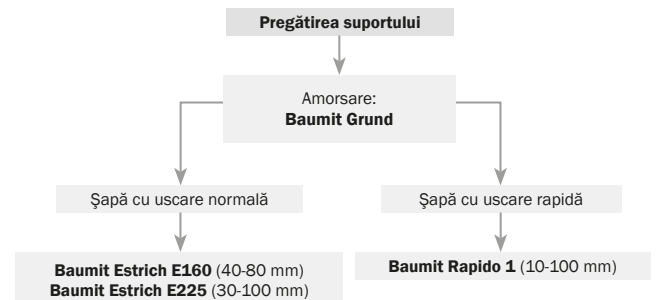 Pregătirea suportului
Amorsare:
Baumit Grund
Şapă cu uscare normală
Şapă cu uscare rapidă
Baumit Estrich E160 (40-80 mm)
Baumit Estrich E225 (30-100 mm)
Baumit Rapido 1 (10-100 mm)